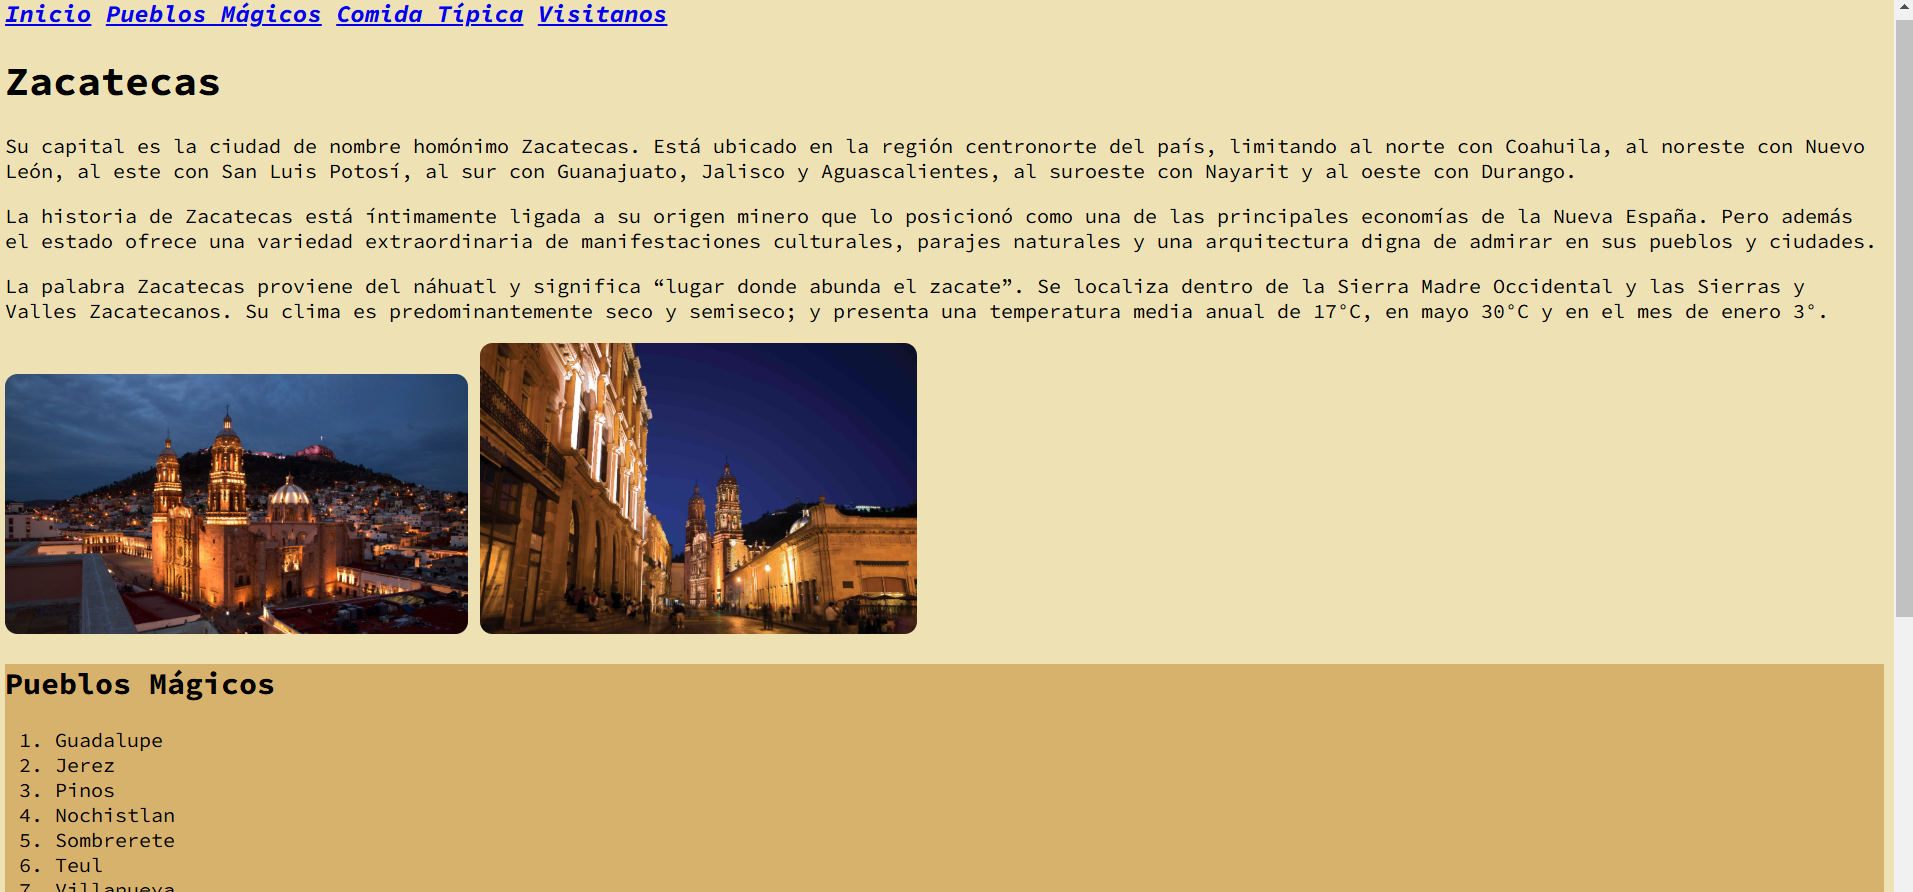 Inicio Pueblos Mágicos Comida Típica Visitanos
Zacatecas
Su capital es la ciudad de nombre homónimo Zacatecas. Está ubicado en la región centronorte del país, limitando al norte con Coahuila, al noreste con Nuevo
León, al este con San Luis Potosí, al sur con Guanajuato, Jalisco y Aguascalientes, al suroeste con Nayarit y al oeste con Durango.
La historia de Zacatecas está íntimamente ligada a su origen minero que lo posicionó como una de las principales economías de la Nueva España. Pero además
el estado ofrece una variedad extraordinaria de manifestaciones culturales, parajes naturales y una arquitectura digna de admirar en sus pueblos y ciudades.
La palabra Zacatecas proviene del náhuatl y significa “lugar donde abunda el zacate”. Se localiza dentro de la Sierra Madre Occidental y las Sierras y
Valles Zacatecanos. Su clima es predominantemente seco y semiseco; y presenta una temperatura media anual de 17°C, en mayo 30°C y en el mes de enero 3°.
Pueblos Mágicos
1. Guadalupe
2. Jerez
3. Pinos
4. Nochistlan
5. Sombrerete
6. Teul
7. Villanueva